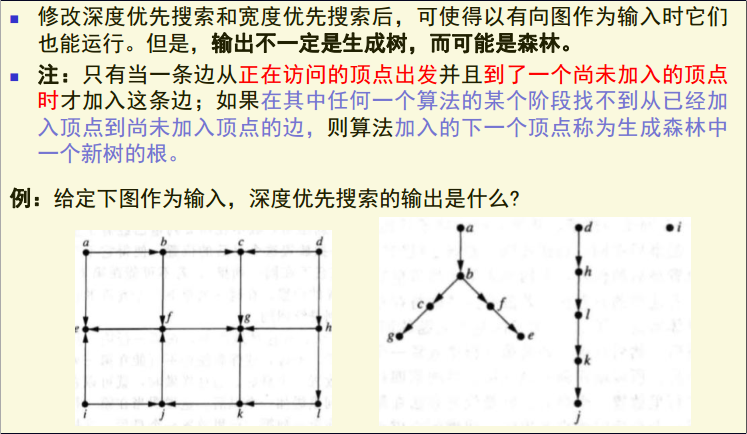 修改深度优先搜索和宽度优先搜索后，可使得以有向图作为输入时它们
也能运行。但是，输出不一定是生成树，而可能是森林。
注：只有当一条边从正在访问的顶点出发并且到了一个尚未加入的顶点
时才加入这条边；如果在其中任何一个算法的某个阶段找不到从已经加
入顶点到尚未加入顶点的边，则算法加入的下一个顶点称为生成森林中
一个新树的根。
例：给定下图作为输入，深度优先搜索的输出是什么?
a b c d
e f g h
i j k l
a d i
b h
c f l
g e k
j